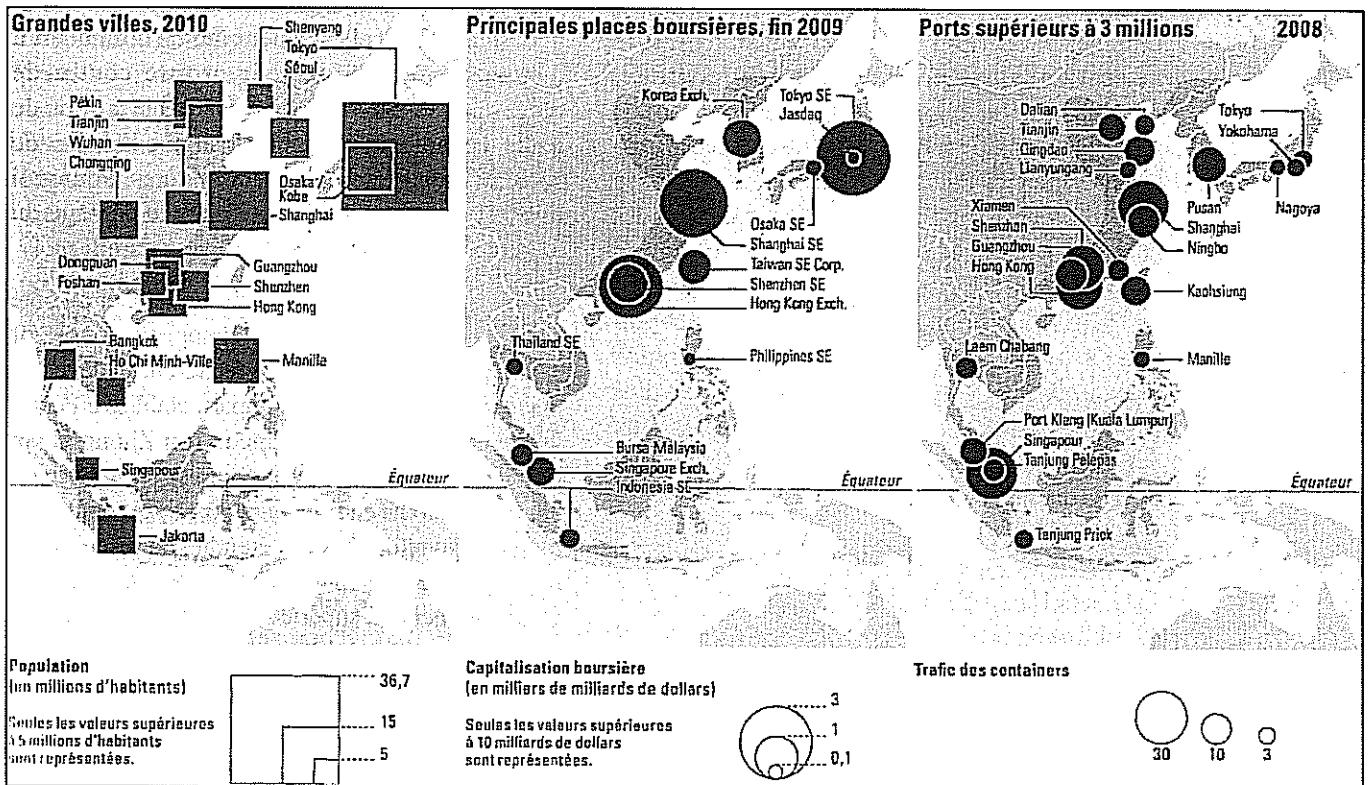 Grandes villes, 2010
Shenyang
Tokyo
Séoul
Pékin
Tianjin
Wuhan
Chongqing
Osaka/
Kobe
Shanghai
Dongguan
Foshan
Guangzhou
Shenzhen
Hong Kong
Bangkok
Ho Chi Minh-Ville
Manille
Singapour
Équateur
Jakarta
Population
(en millions d'habitants)
Seules les valeurs supérieures
à 5 millions d'habitants
sont représentées.
36,7
15
5
Principales places boursières, fin 2009
Korea Exch.
Tokyo SE
Jasdaq
Osaka SE
Shanghai SE
Taiwan SE Corp.
Shenzhen SE
Hong Kong Exch.
Thailand SE
Philippines SE
Bursa Malaysia
Singapore Exch.
Indonesia SE
Équateur
Capitalisation boursière
(en milliers de milliards de dollars)
Seules les valeurs supérieures
à 10 milliards de dollars
sont représentées.
3
1
0,1
Ports supérieurs à 3 millions 2008
Dalian
Tianjin
Qingdao
Lianyungang
Tokyo
Yokohama
Xiamen
Shenzhen
Guangzhou
Hong Kong
Pusan
Nagoya
Shanghai
Ningbo
Kaohsiung
Laem Chabang
Manille
Port Klang (Kuala Lumpur)
Singapour
Tanjung Pelepas
Équateur
Tanjung Priok
Trafic des containers
30
10
3